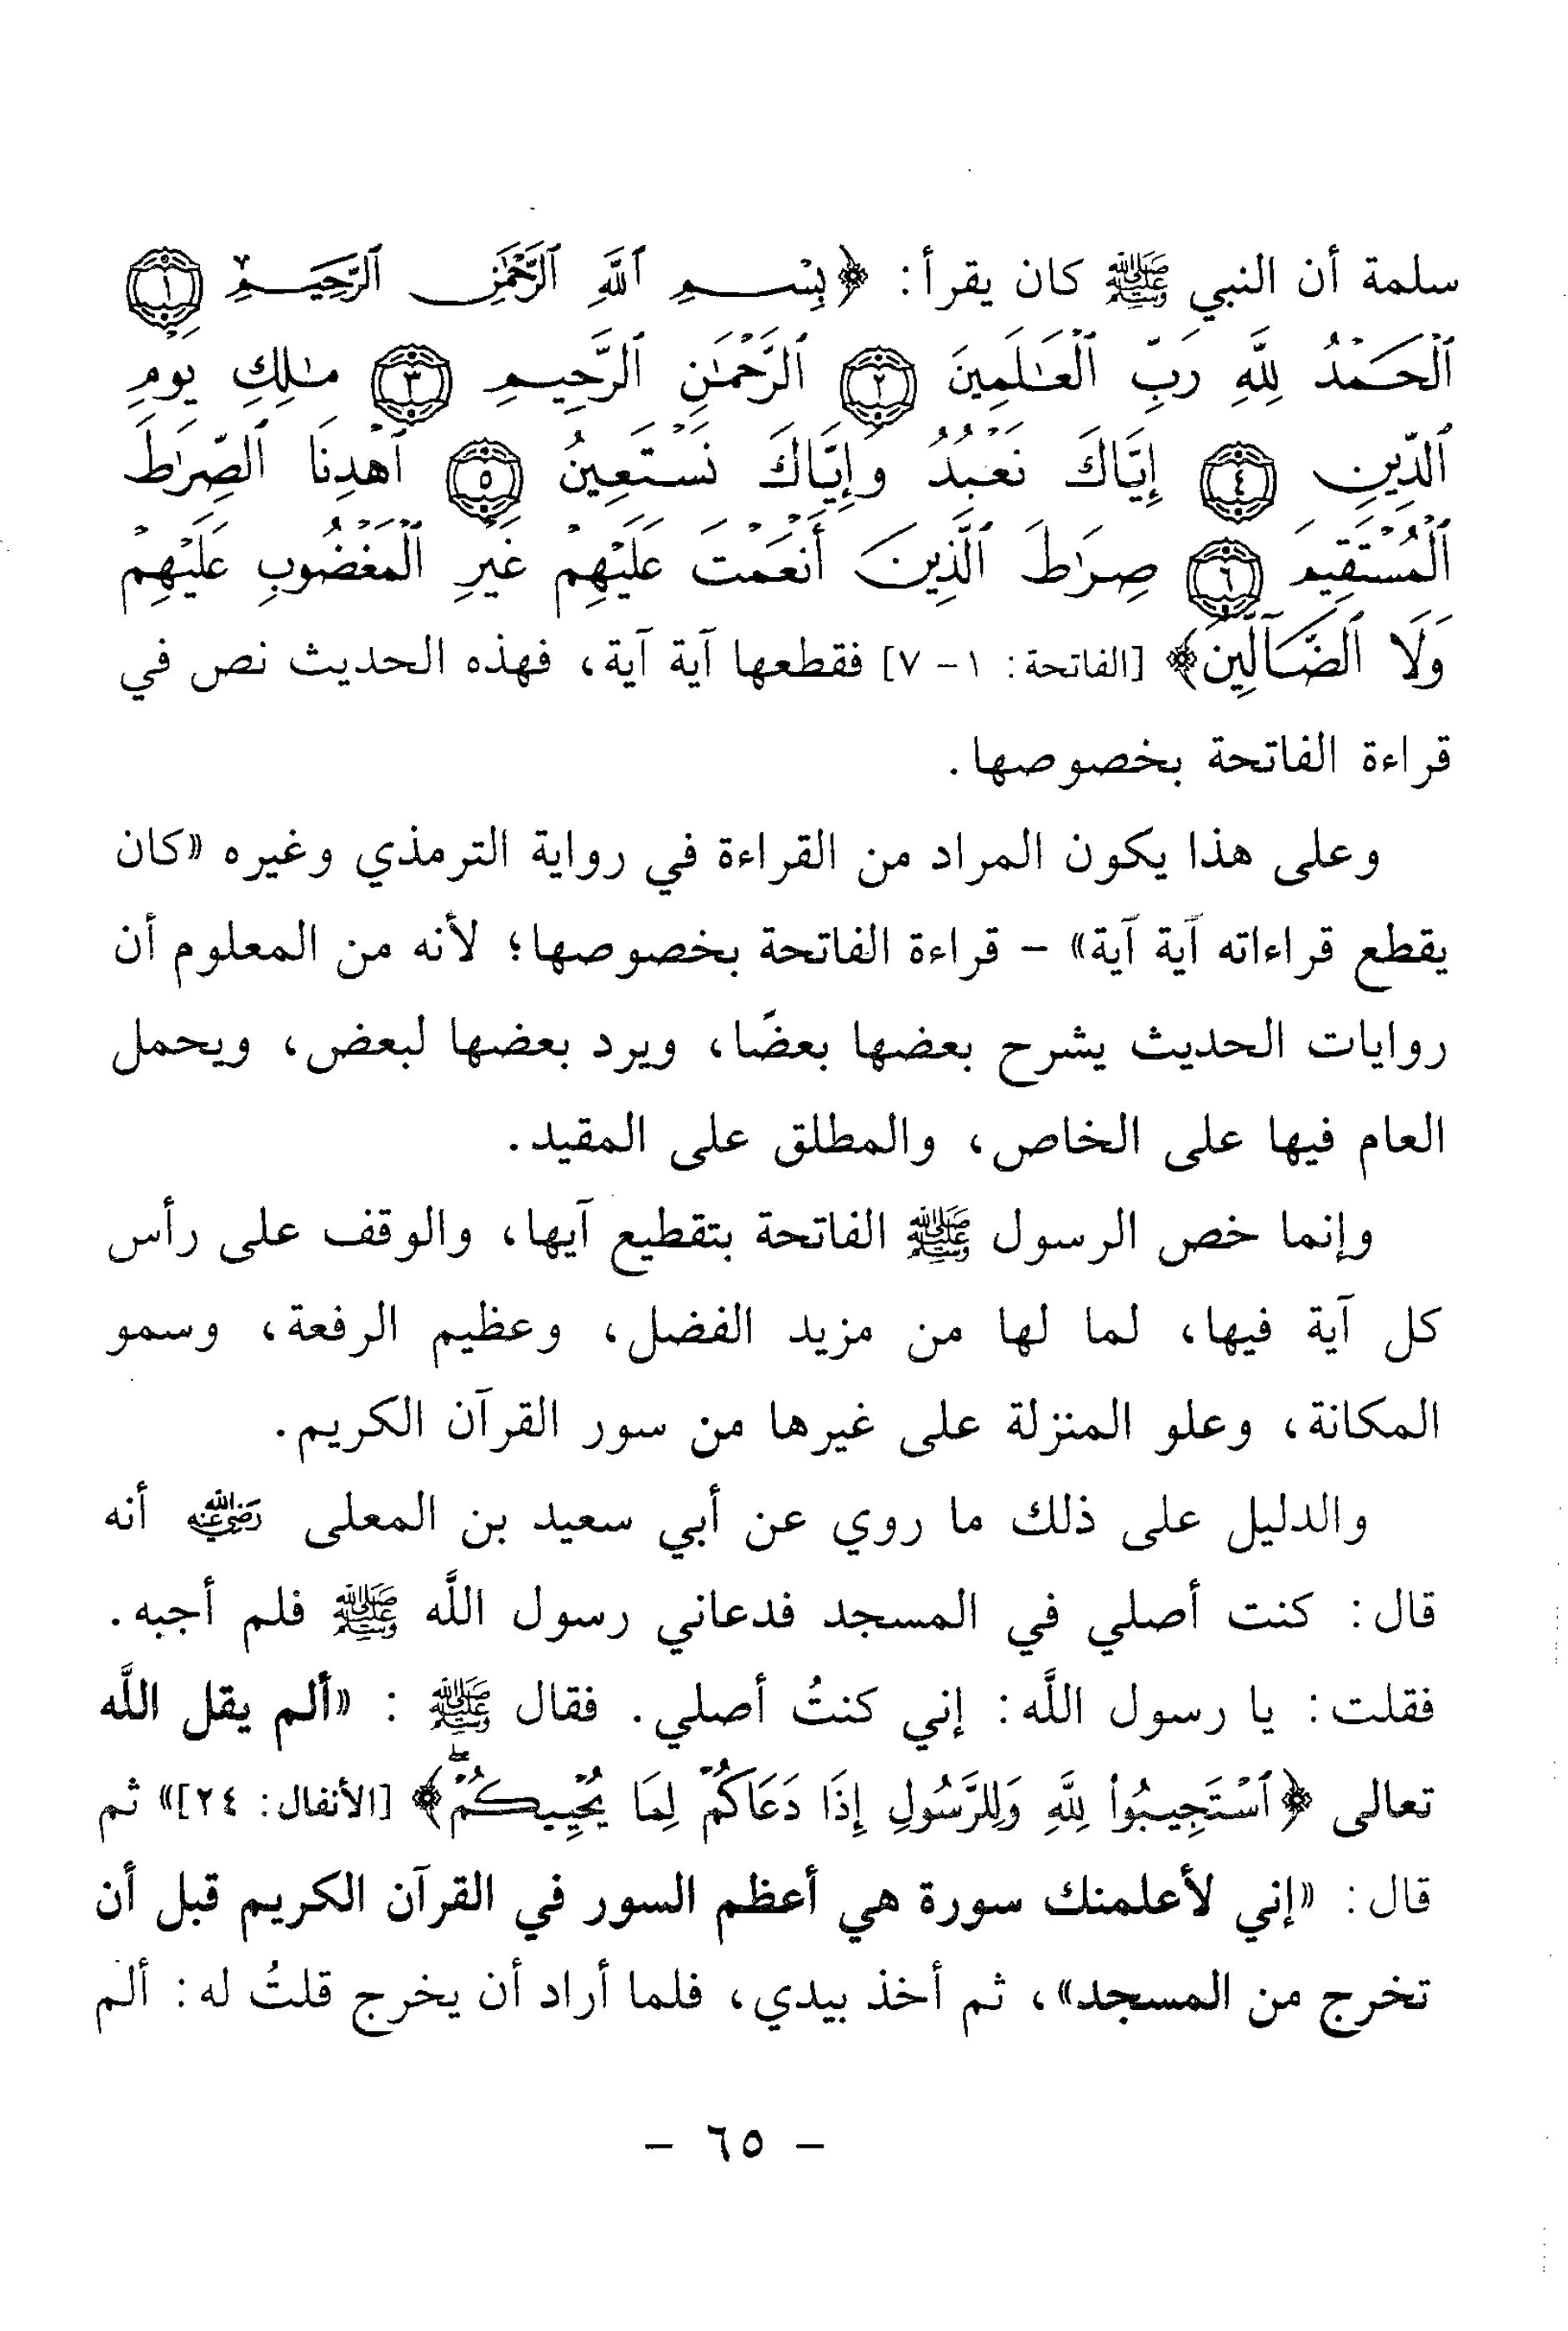 سلمة أن النبي ﷺ كان يقرأ: ﴿بِسْمِ ٱللَّهِ ٱلرَّحْمَٰنِ ٱلرَّحِيمِ ١
ٱلْحَمْدُ لِلَّهِ رَبِّ ٱلْعَٰلَمِينَ ٢ ٱلرَّحْمَٰنِ ٱلرَّحِيمِ ٣ مَٰلِكِ يَوْمِ
ٱلدِّينِ ٤ إِيَّاكَ نَعْبُدُ وَإِيَّاكَ نَسْتَعِينُ ٥ ٱهْدِنَا ٱلصِّرَٰطَ
ٱلْمُسْتَقِيمَ ٦ صِرَٰطَ ٱلَّذِينَ أَنْعَمْتَ عَلَيْهِمْ غَيْرِ ٱلْمَغْضُوبِ عَلَيْهِمْ
وَلَا ٱلضَّآلِّينَ﴾ [الفاتحة: ١- ٧] فقطعها آية آية، فهذه الحديث نص في
قراءة الفاتحة بخصوصها.
وعلى هذا يكون المراد من القراءة في رواية الترمذي وغيره «كان
يقطع قراءاته آية آية» - قراءة الفاتحة بخصوصها؛ لأنه من المعلوم أن
روايات الحديث يشرح بعضها بعضًا، ويرد بعضها لبعض، ويحمل
العام فيها على الخاص، والمطلق على المقيد.
وإنما خص الرسول ﷺ الفاتحة بتقطيع آيها، والوقف على رأس
كل آية فيها، لما لها من مزيد الفضل، وعظيم الرفعة، وسمو
المكانة، وعلو المنزلة على غيرها من سور القرآن الكريم.
والدليل على ذلك ما روي عن أبي سعيد بن المعلى رضي الله عنه أنه
قال: كنت أصلي في المسجد فدعاني رسول اللَّه ﷺ فلم أجبه.
فقلت: يا رسول اللَّه: إني كنتُ أصلي. فقال ﷺ : «ألم يقل اللَّه
تعالى ﴿ٱسْتَجِيبُوا۟ لِلَّهِ وَلِلرَّسُولِ إِذَا دَعَاكُمْ لِمَا يُحْيِيكُمْۖ﴾ [الأنفال: ٢٤]» ثم
قال: «إني لأعلمنك سورة هي أعظم السور في القرآن الكريم قبل أن
تخرج من المسجد»، ثم أخذ بيدي، فلما أراد أن يخرج قلتُ له: ألم
- ٦٥ -